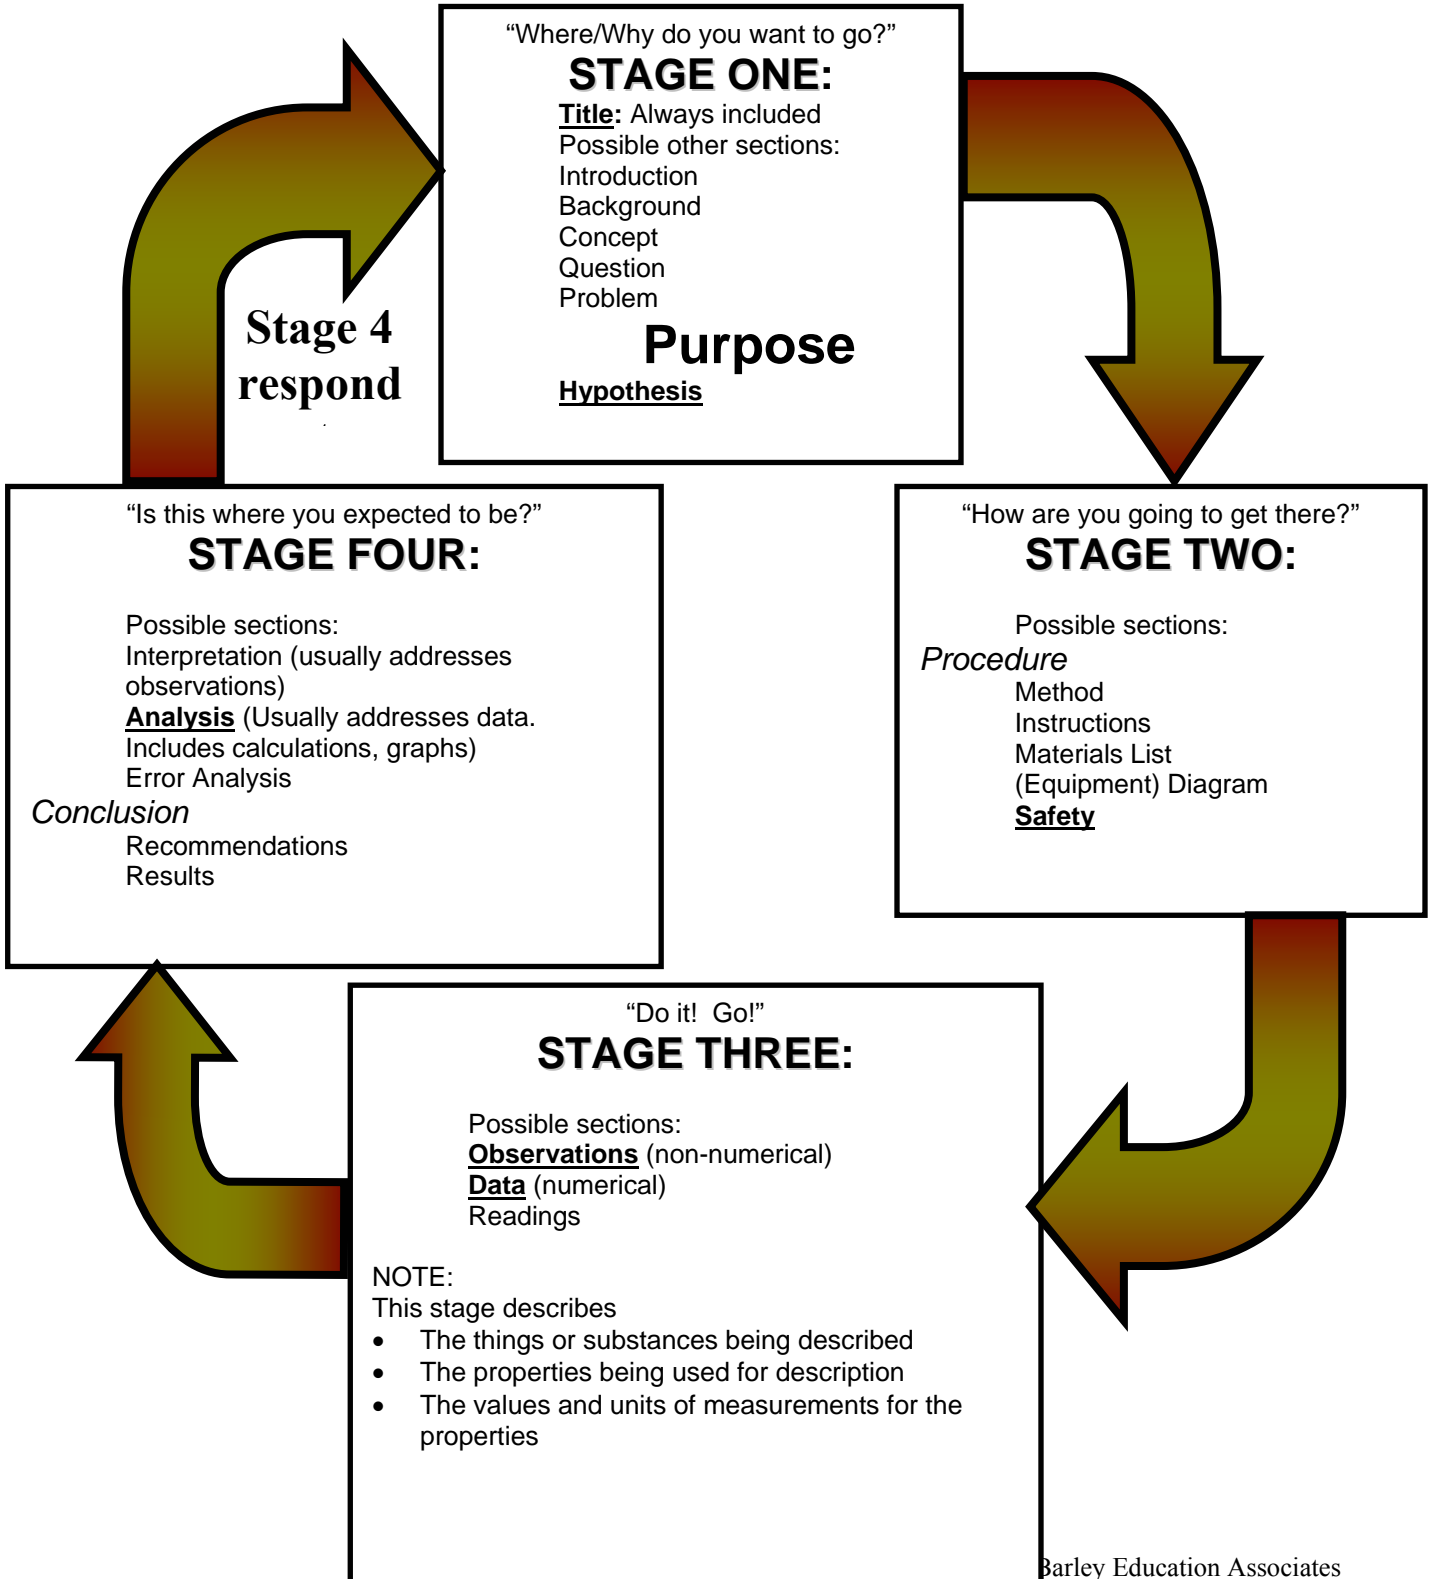 “Where/Why do you want to go?”
STAGE ONE:
Title: Always included
Possible other sections:
Introduction
Background
Concept
Question
Problem
Purpose
Hypothesis
Stage 4
respond
“How are you going to get there?”
STAGE TWO:
Possible sections:
Procedure
Method
Instructions
Materials List
(Equipment) Diagram
Safety
“Do it!  Go!”
STAGE THREE:
Possible sections:
Observations (non-numerical)
Data (numerical)
Readings
NOTE:
This stage describes
• The things or substances being described
• The properties being used for description
• The values and units of measurements for the
properties
“Is this where you expected to be?”
STAGE FOUR:
Possible sections:
Interpretation (usually addresses
observations)
Analysis (Usually addresses data.
Includes calculations, graphs)
Error Analysis
Conclusion
Recommendations
Results
Barley Education Associates